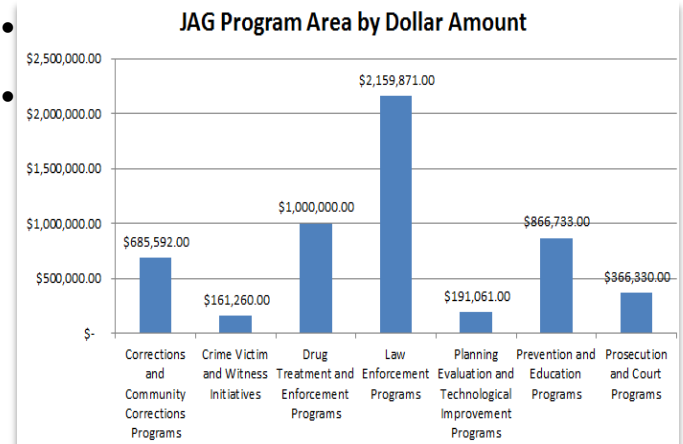 JAG Program Area by Dollar Amount
$2,500,000.00
$2,000,000.00
$1,500,000.00
$1,000,000.00
$500,000.00
$-
$685,592.00
$161,260.00
$1,000,000.00
$2,159,871.00
$191,061.00
$866,733.00
$366,330.00
Corrections
and
Community
Corrections
Programs
Crime Victim
and Witness
Initiatives
Drug
Treatment and
Enforcement
Programs
Law
Enforcement
Programs
Planning
Evaluation and
Technological
Improvement
Programs
Prevention and
Education
Programs
Prosecution
and Court
Programs